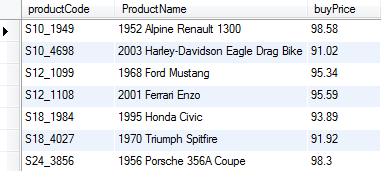 productCode ProductName buyPrice
S10_1949 1952 Alpine Renault 1300 98.58
S10_4698 2003 Harley-Davidson Eagle Drag Bike 91.02
S12_1099 1968 Ford Mustang 95.34
S12_1108 2001 Ferrari Enzo 95.59
S18_1984 1995 Honda Civic 93.89
S18_4027 1970 Triumph Spitfire 91.92
S24_3856 1956 Porsche 356A Coupe 98.3